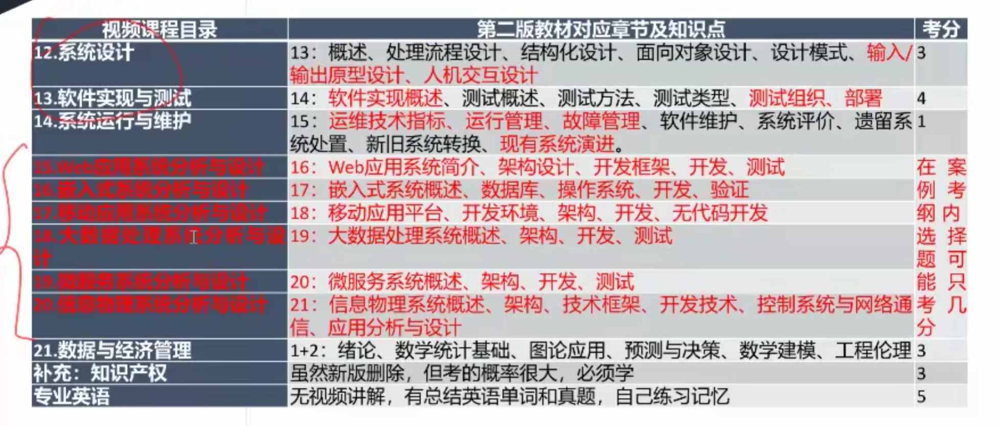 视频课程目录 第二版教材对应章节及知识点 考分
12.系统设计 13：概述、处理流程设计、结构化设计、面向对象设计、设计模式、输入/ 3
输出原型设计、人机交互设计
13.软件实现与测试 14：软件实现概述、测试概述、测试方法、测试类型、测试组织、部署 4
14.系统运行与维护 15：运维技术指标、运行管理、故障管理、软件维护、系统评价、遗留系 1
统处置、新旧系统转换、现有系统演进。
15.Web应用系统分析与设计 16：Web应用系统简介、架构设计、开发框架、开发、测试 在 案
16.嵌入式系统分析与设计 17：嵌入式系统概述、数据库、操作系统、开发、验证 例 考
17.移动应用系统分析与设计 18：移动应用平台、开发环境、架构、开发、无代码开发 纲 内
18.大数据处理系统分析与设 19：大数据处理系统概述、架构、开发、测试 选 择
计 题 可
19.微服务系统分析与设计 20：微服务系统概述、架构、开发、测试 能 只
20.信息物理系统分析与设计 21：信息物理系统概述、架构、技术框架、开发技术、控制系统与网络通 考 几
信、应用分析与设计 分
21.数据与经济管理 1+2：绪论、数学统计基础、图论应用、预测与决策、数学建模、工程伦理 3
补充：知识产权 虽然新版删除，但考的概率很大，必须学 3
专业英语 无视频讲解，有总结英语单词和真题，自己练习记忆 5